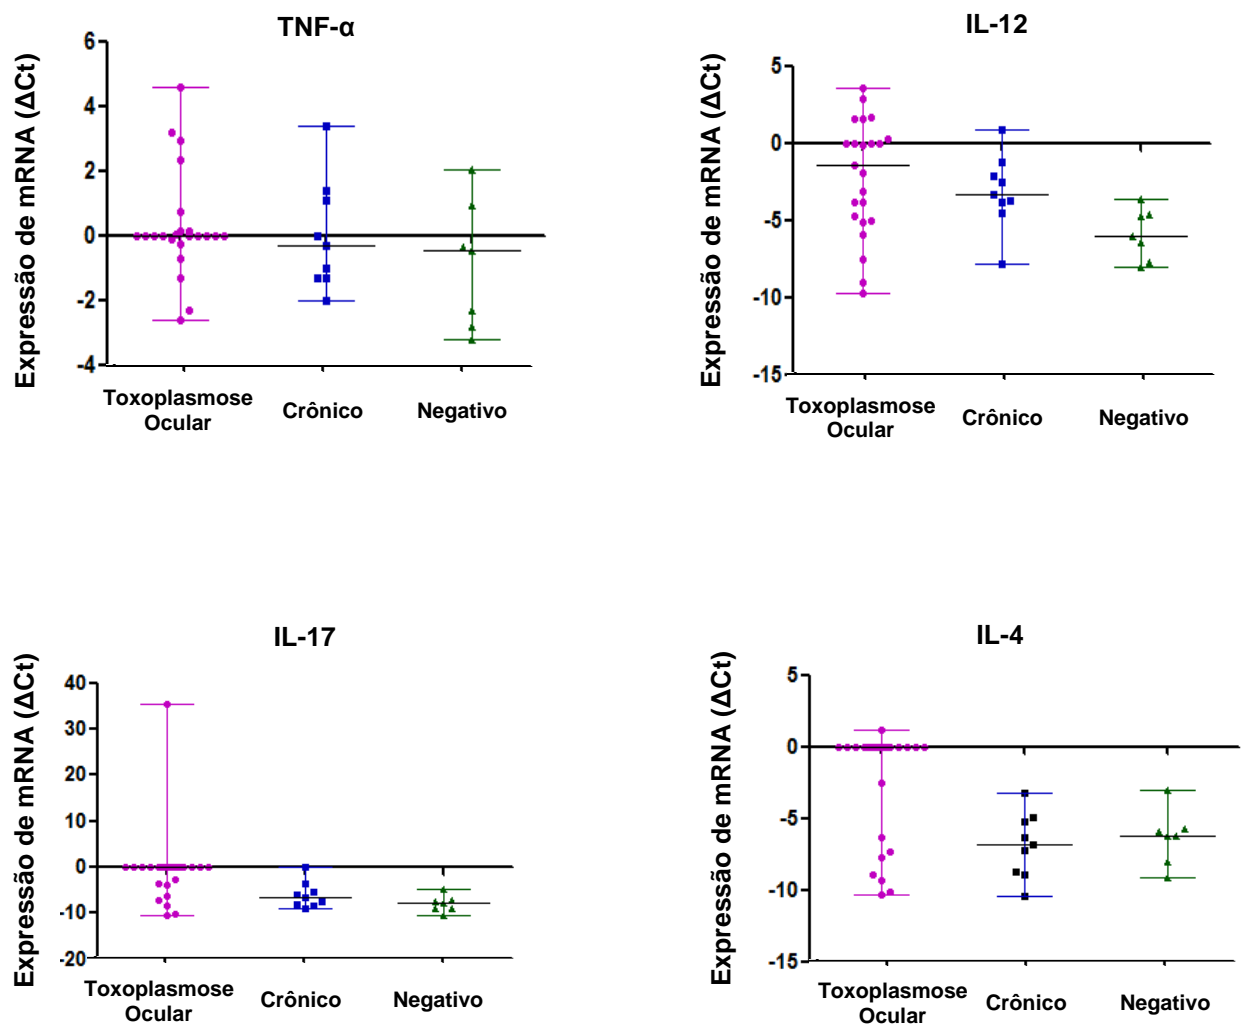 TNF-α
Expressão de mRNA (ΔCt)
6
4
2
0
-2
-4
Toxoplasmose
Ocular
Crônico
Negativo
IL-12
Expressão de mRNA (ΔCt)
5
0
-5
-10
-15
Toxoplasmose
Ocular
Crônico
Negativo
IL-17
Expressão de mRNA (ΔCt)
40
30
20
10
0
-10
-20
Toxoplasmose
Ocular
Crônico
Negativo
IL-4
Expressão de mRNA (ΔCt)
5
0
-5
-10
-15
Toxoplasmose
Ocular
Crônico
Negativo